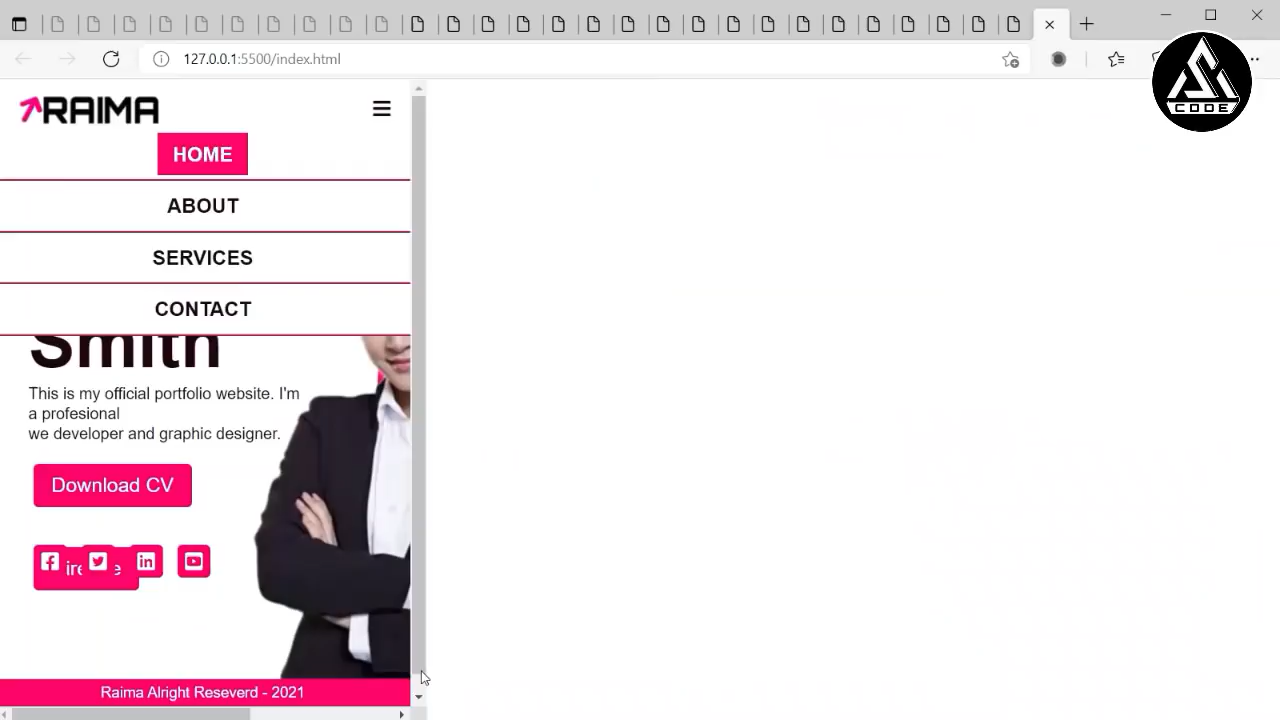 127.0.0.1:5500/index.html
CODE
RAIMA
HOME
ABOUT
SERVICES
CONTACT
Smith
This is my official portfolio website. I'm
a profesional
we developer and graphic designer.
Download CV
Raima Alright Reseverd - 2021